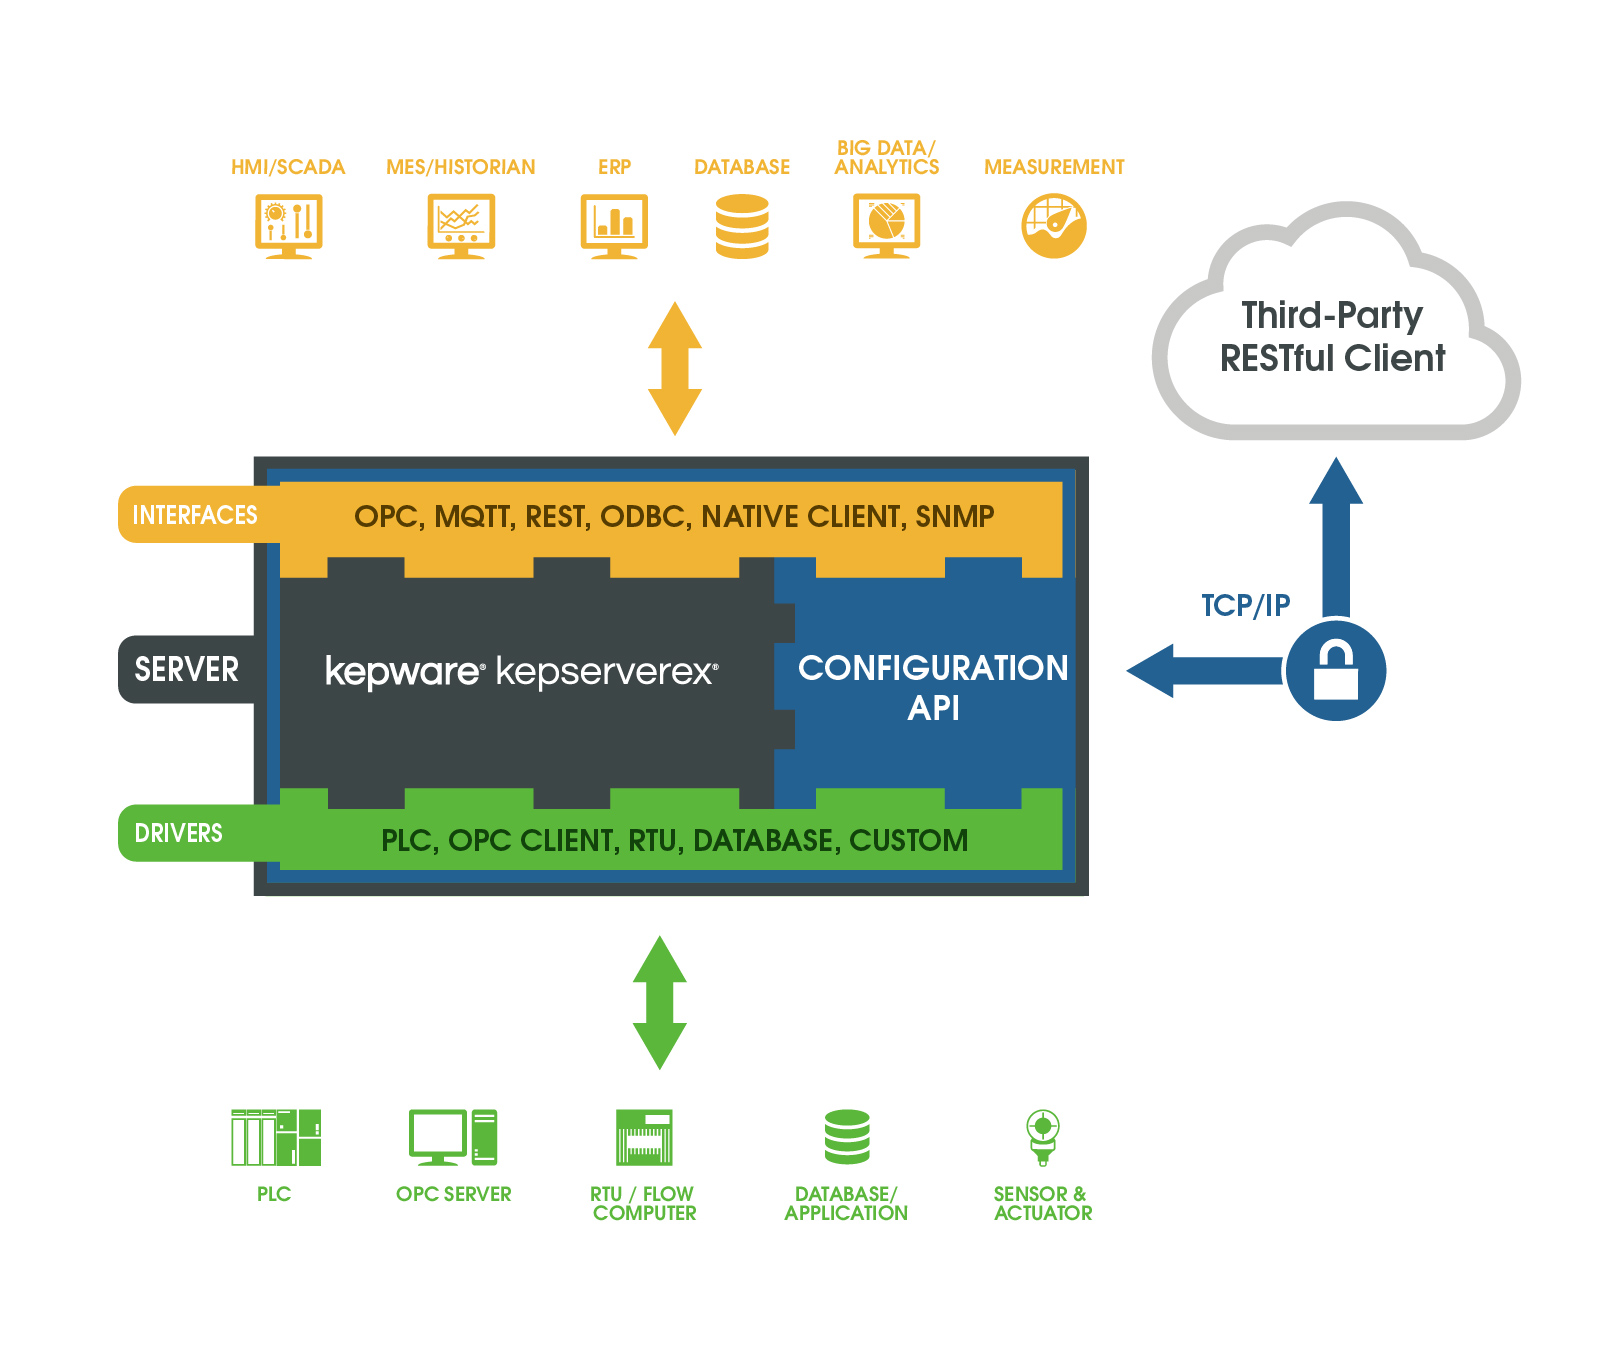 HMI/SCADA
MES/HISTORIAN
ERP
DATABASE
BIG DATA/
ANALYTICS
MEASUREMENT
Third-Party
RESTful Client
INTERFACES
OPC, MQTT, REST, ODBC, NATIVE CLIENT, SNMP
TCP/IP
SERVER
kepware® kepserverex®
CONFIGURATION
API
DRIVERS
PLC, OPC CLIENT, RTU, DATABASE, CUSTOM
PLC
OPC SERVER
RTU / FLOW
COMPUTER
DATABASE/
APPLICATION
SENSOR &
ACTUATOR